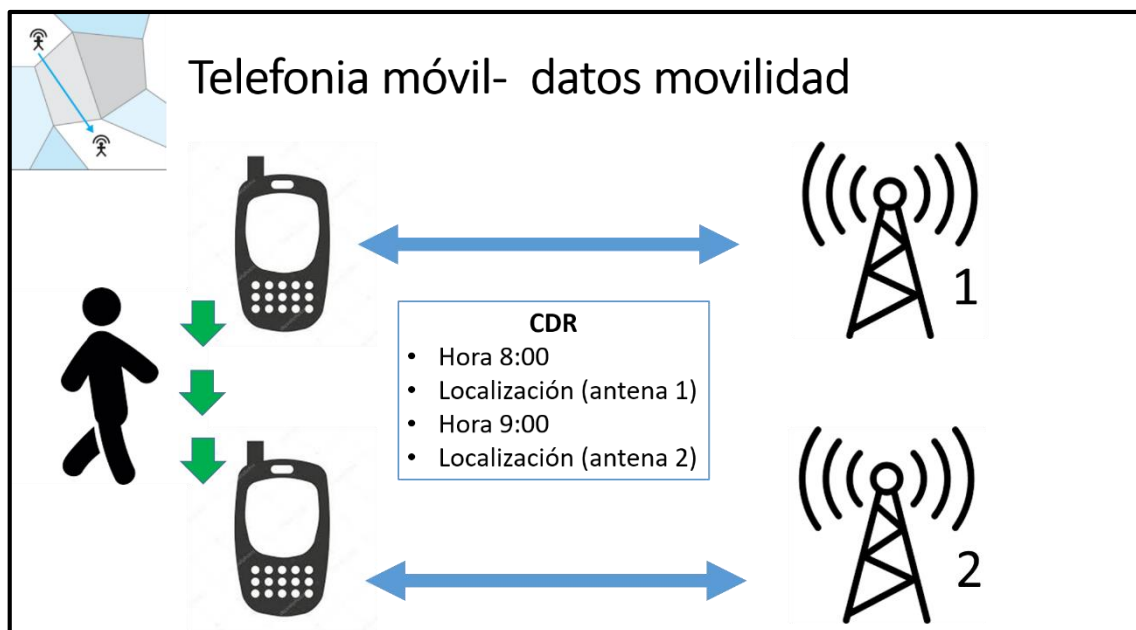 Telefonia móvil-  datos movilidad
1
CDR
• Hora 8:00
• Localización (antena 1)
• Hora 9:00
• Localización (antena 2)
2